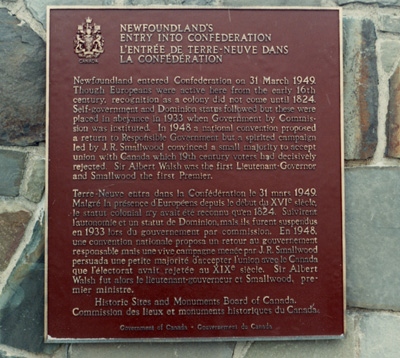 CANADA
NEWFOUNDLAND'S
ENTRY INTO CONFEDERATION
L'ENTRÉE DE TERRE-NEUVE DANS
LA CONFÉDÉRATION
Newfoundland entered Confederation on 31 March 1949.
Though Europeans were active here from the early 16th
century, recognition as a colony did not come until 1824.
Self-government and Dominion status followed but these were
placed in abeyance in 1933 when Government by Commis-
sion was instituted. In 1948 a national convention proposed
a return to Responsible Government but a spirited campaign
led by J.R. Smallwood convinced a small majority to accept
union with Canada which 19th century voters had decisively
rejected. Sir Albert Walsh was the first Lieutenant-Governor
and Smallwood the first Premier.
Terre-Neuve entra dans la Confédération le 31 mars 1949.
Malgré la présence d'Européens depuis le début du XVIe siècle,
le statut colonial n'y avait été reconnu qu'en 1824. Suivirent
l'autonomie et un statut de Dominion, mais ils furent suspendus
en 1933 lors du gouvernement par commission. En 1948,
une convention nationale proposa un retour au gouvernement
responsable mais une vive campagne menée par J.R. Smallwood
persuada une petite majorité d'accepter l'union avec le Canada
que l'électorat avait rejetée au XIXe siècle. Sir Albert
Walsh fut alors le lieutenant-gouverneur et Smallwood, pre-
mier ministre.
Historic Sites and Monuments Board of Canada.
Commission des lieux et monuments historiques du Canada.
Government of Canada · Gouvernement du Canada